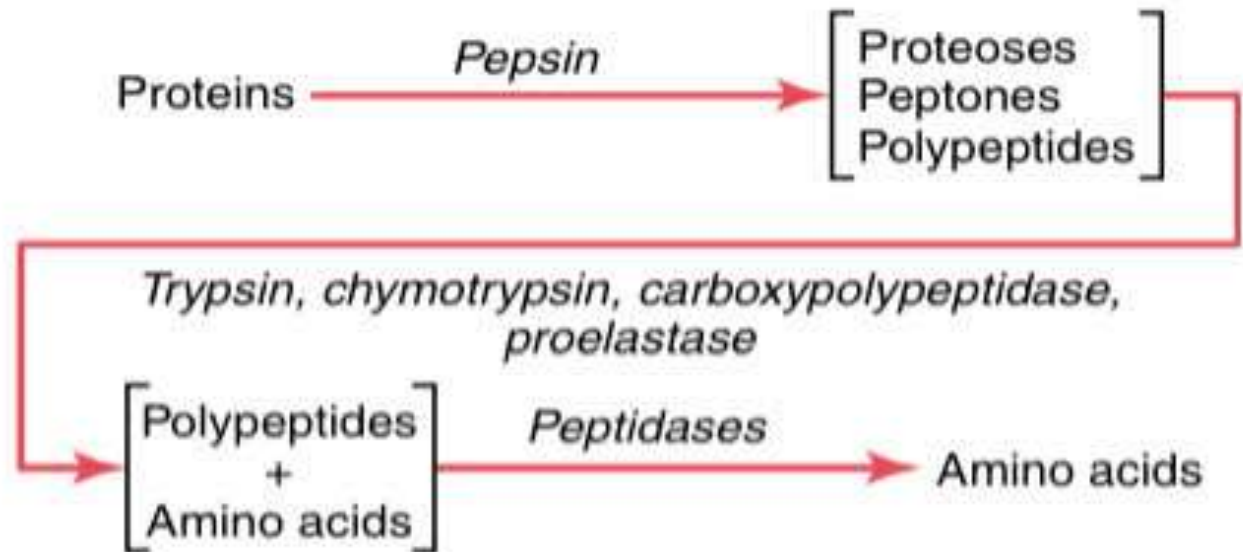 Pepsin
Proteins
Proteoses
Peptones
Polypeptides
Trypsin, chymotrypsin, carboxypolypeptidase,
proelastase
Polypeptides
+
Amino acids
Peptidases
Amino acids